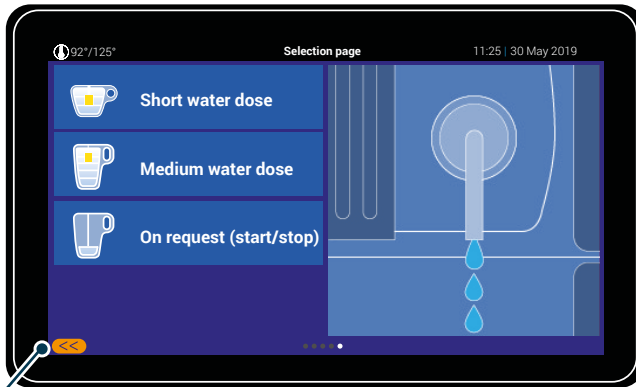 92°/125° Selection page 11:25 | 30 May 2019
Short water dose
Medium water dose
On request (start/stop)
<<